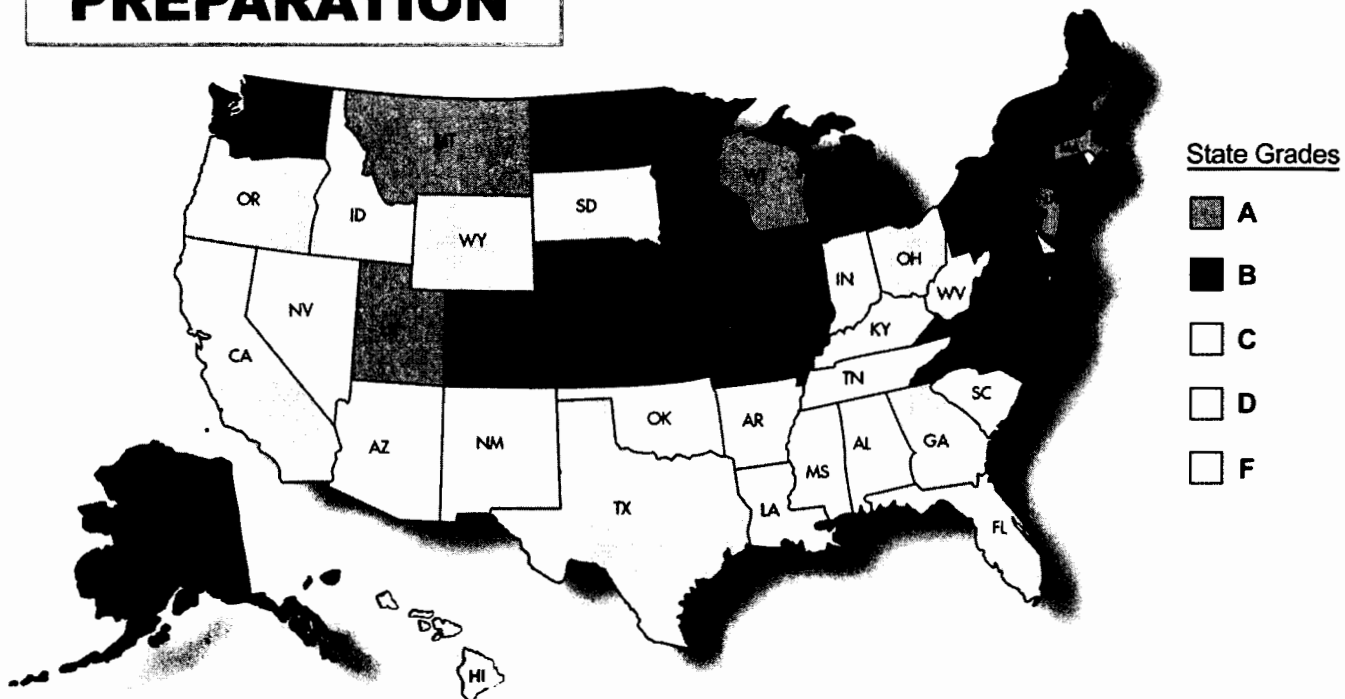 PREPARATION
State Grades
A
B
C
D
F
OR
ID
SD
WY
NV
CA
IN
OH
WV
KY
TN
OK
AR
SC
AZ
NM
MS
AL
GA
TX
LA
FL
D
HI